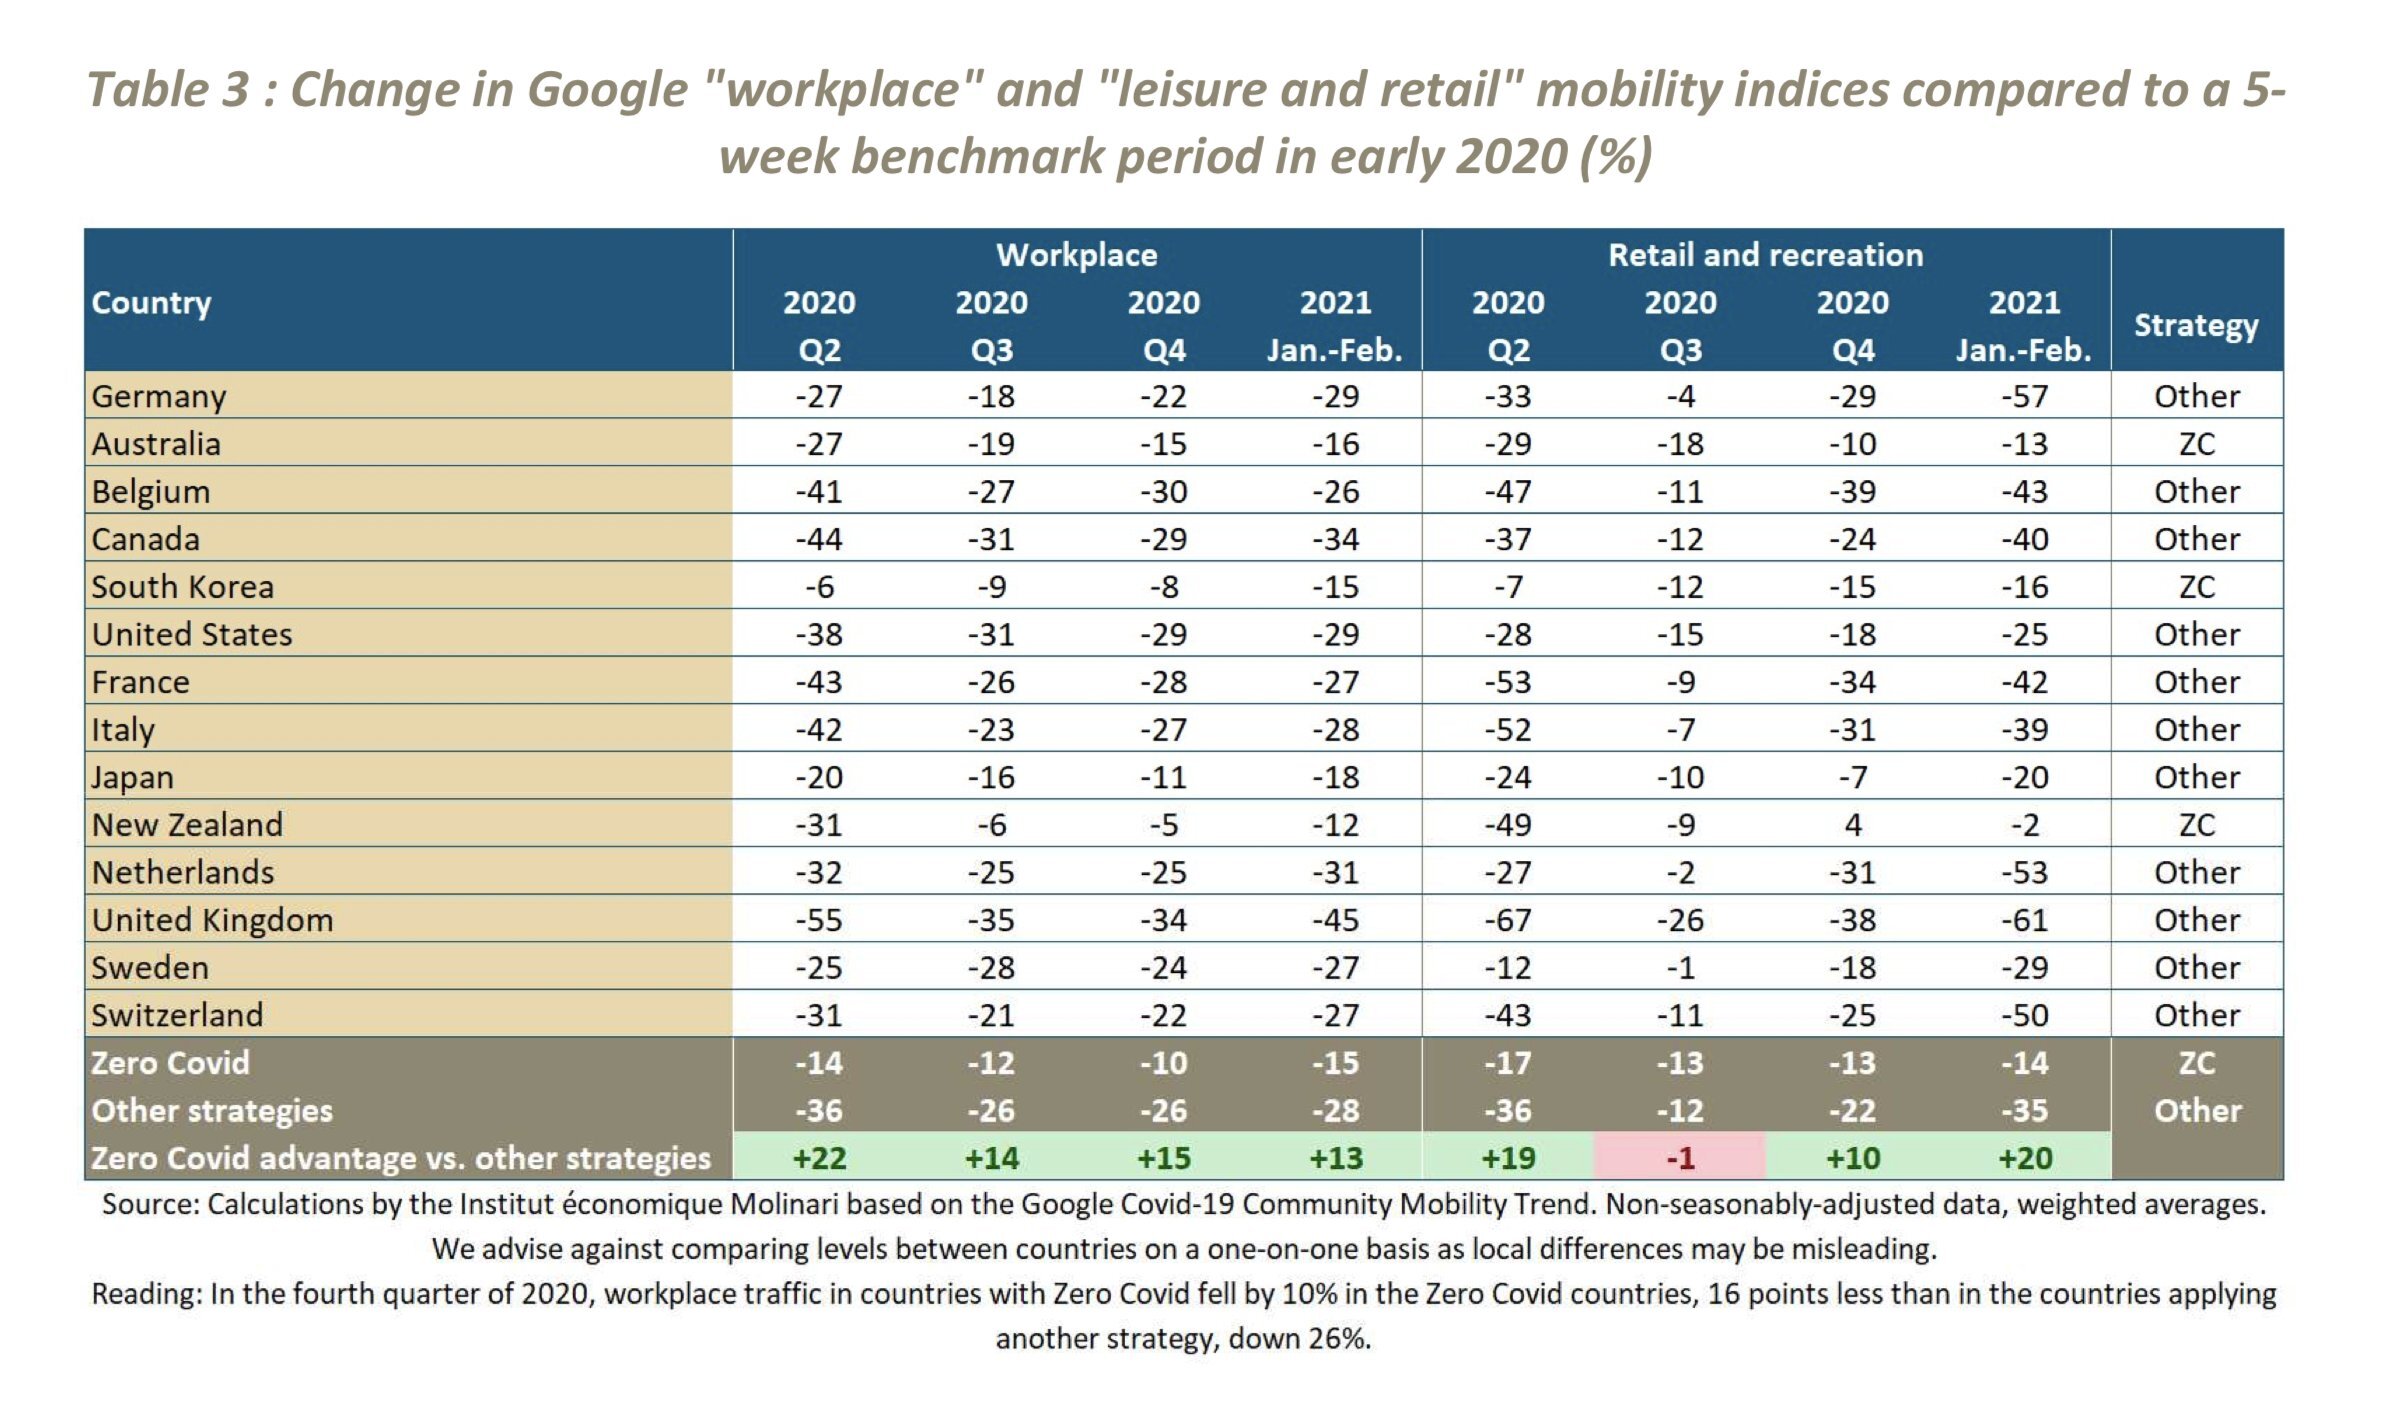 Table 3 : Change in Google "workplace" and "leisure and retail" mobility indices compared to a 5-
week benchmark period in early 2020 (%)
Workplace Retail and recreation
Country 2020 2020 2020 2021 2020 2020 2020 2021 Strategy
Q2 Q3 Q4 Jan.-Feb. Q2 Q3 Q4 Jan.-Feb.
Germany -27 -18 -22 -29 -33 -4 -29 -57 Other
Australia -27 -19 -15 -16 -29 -18 -10 -13 ZC
Belgium -41 -27 -30 -26 -47 -11 -39 -43 Other
Canada -44 -31 -29 -34 -37 -12 -24 -40 Other
South Korea -6 -9 -8 -15 -7 -12 -15 -16 ZC
United States -38 -31 -29 -29 -28 -15 -18 -25 Other
France -43 -26 -28 -27 -53 -9 -34 -42 Other
Italy -42 -23 -27 -28 -52 -7 -31 -39 Other
Japan -20 -16 -11 -18 -24 -10 -7 -20 Other
New Zealand -31 -6 -5 -12 -49 -9 4 -2 ZC
Netherlands -32 -25 -25 -31 -27 -2 -31 -53 Other
United Kingdom -55 -35 -34 -45 -67 -26 -38 -61 Other
Sweden -25 -28 -24 -27 -12 -1 -18 -29 Other
Switzerland -31 -21 -22 -27 -43 -11 -25 -50 Other
Zero Covid -14 -12 -10 -15 -17 -13 -13 -14 ZC
Other strategies -36 -26 -26 -28 -36 -12 -22 -35 Other
Zero Covid advantage vs. other strategies +22 +14 +15 +13 +19 -1 +10 +20
Source: Calculations by the Institut économique Molinari based on the Google Covid-19 Community Mobility Trend. Non-seasonably-adjusted data, weighted averages.
We advise against comparing levels between countries on a one-on-one basis as local differences may be misleading.
Reading: In the fourth quarter of 2020, workplace traffic in countries with Zero Covid fell by 10% in the Zero Covid countries, 16 points less than in the countries applying
another strategy, down 26%.